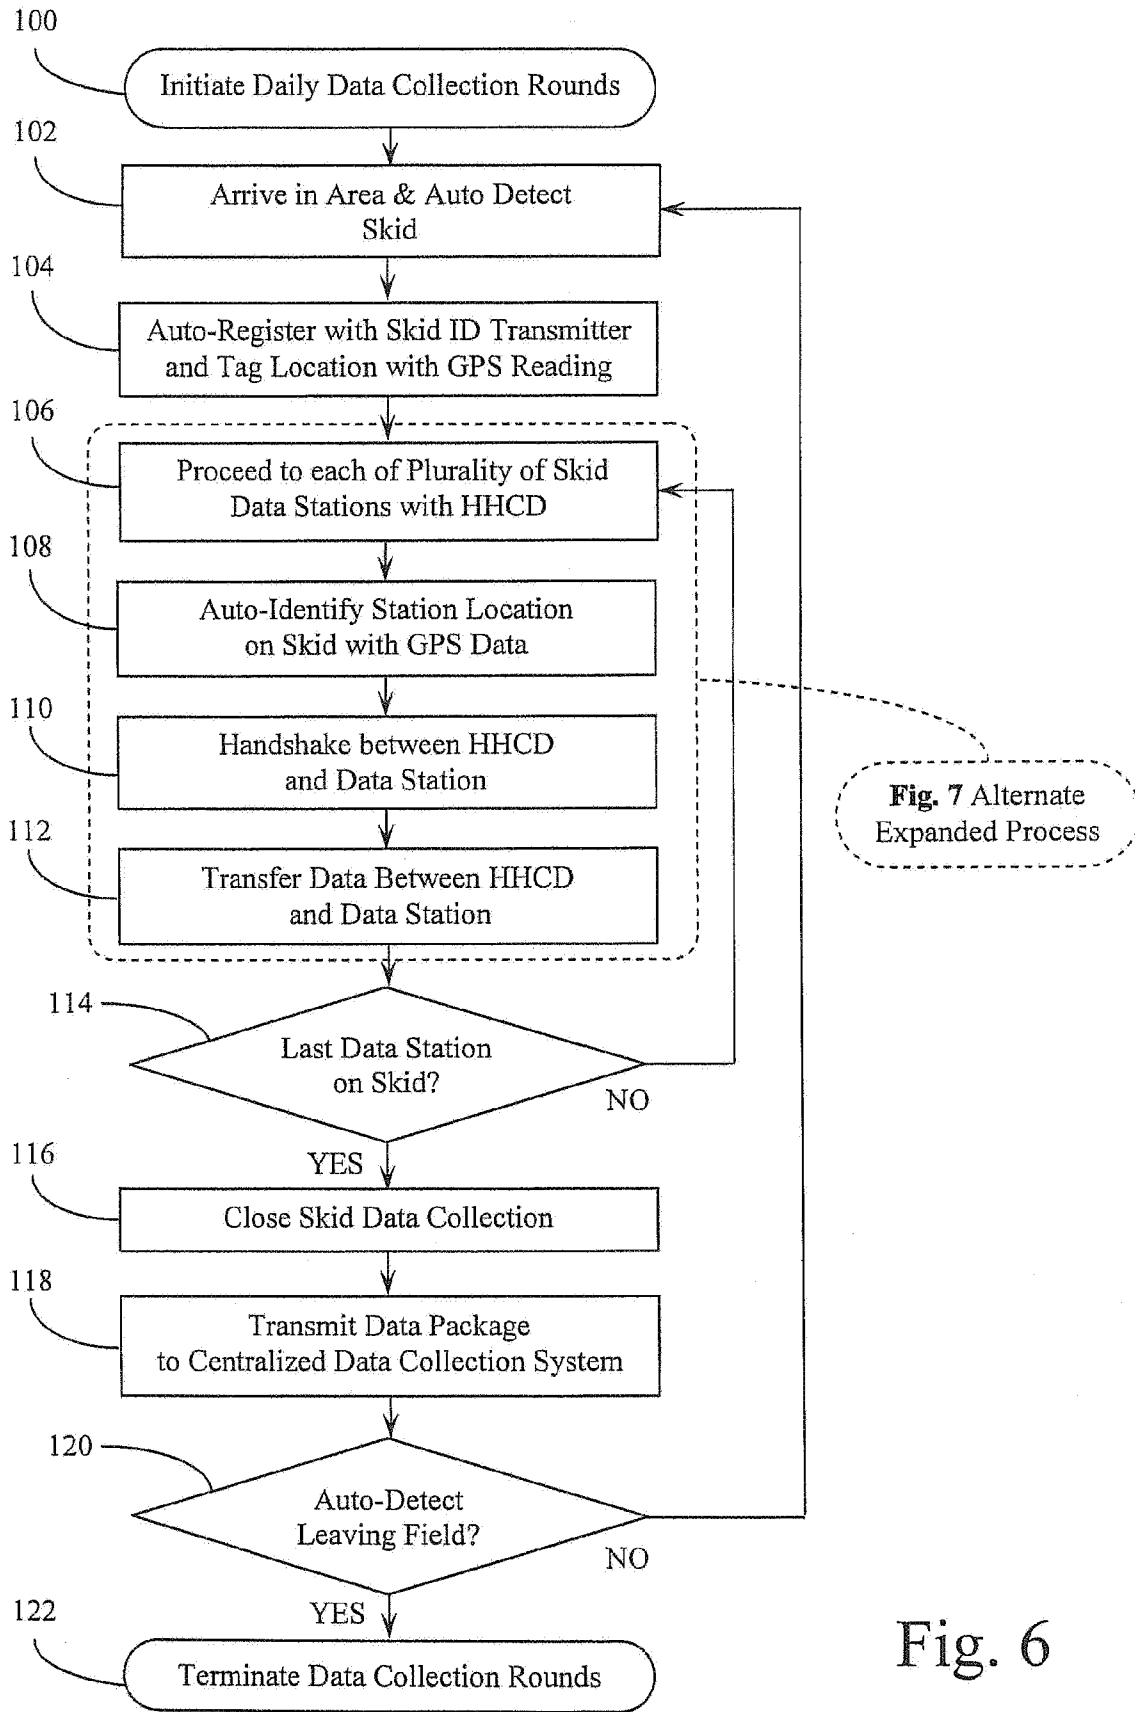 100
Initiate Daily Data Collection Rounds
102
Arrive in Area & Auto Detect
Skid
104
Auto-Register with Skid ID Transmitter
and Tag Location with GPS Reading
106
Proceed to each of Plurality of Skid
Data Stations with HHCD
108
Auto-Identify Station Location
on Skid with GPS Data
110
Handshake between HHCD
and Data Station
Fig. 7 Alternate
Expanded Process
112
Transfer Data Between HHCD
and Data Station
114
Last Data Station
on Skid?
NO
YES
116
Close Skid Data Collection
118
Transmit Data Package
to Centralized Data Collection System
120
Auto-Detect
Leaving Field?
NO
YES
122
Terminate Data Collection Rounds
Fig. 6